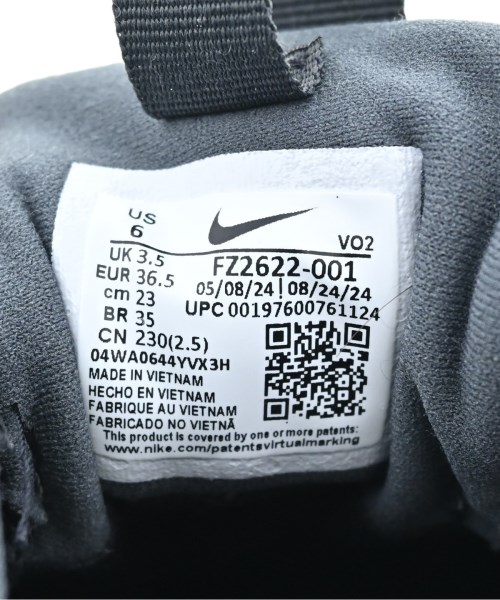 US
6
VO2
UK 3.5
EUR 36.5
cm 23
BR 35
CN 230(2.5)
FZ2622-001
05/08/24 | 08/24/24
UPC 00197600761124
04WA0644YVX3H
MADE IN VIETNAM
HECHO EN VIETNAM
FABRIQUE AU VIETNAM
FABRICADO NO VIETNÃ
This product is covered by one or more patents:
www.nike.com/patentsvirtualmarking